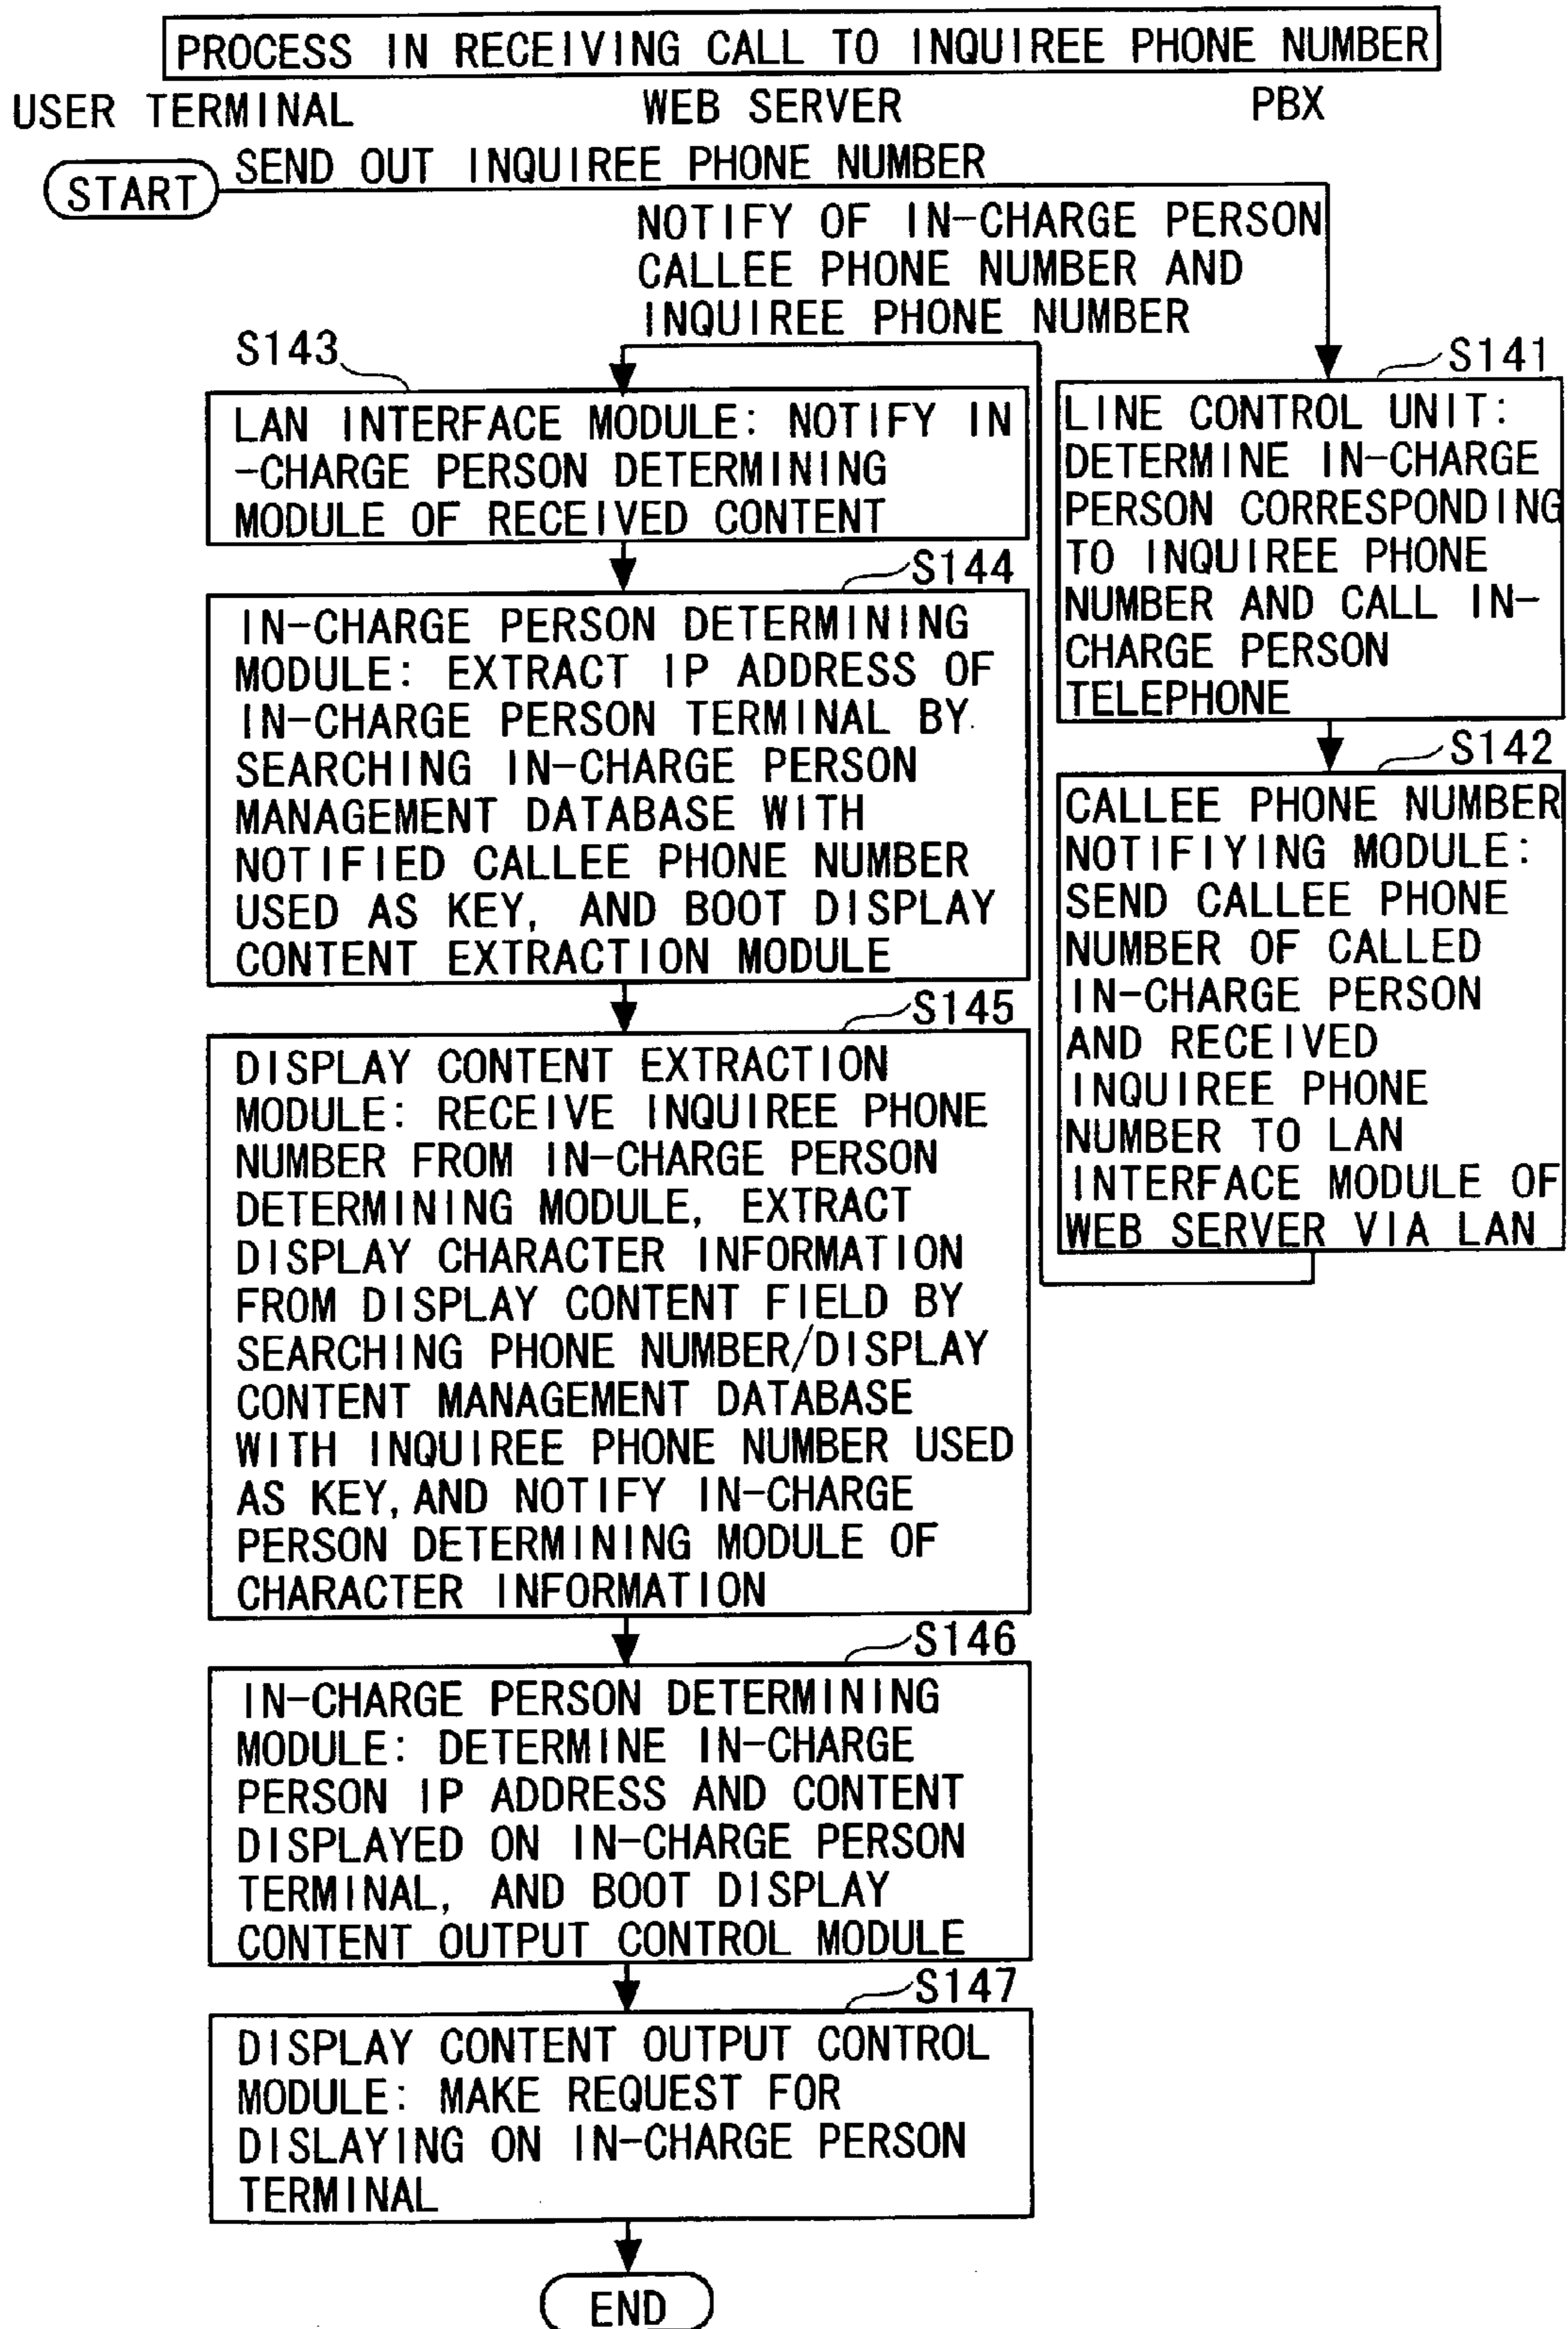 PROCESS IN RECEIVING CALL TO INQUIREE PHONE NUMBER
USER TERMINAL
WEB SERVER
PBX
START
SEND OUT INQUIREE PHONE NUMBER
NOTIFY OF IN-CHARGE PERSON
CALLEE PHONE NUMBER AND
INQUIREE PHONE NUMBER
S141
LINE CONTROL UNIT:
DETERMINE IN-CHARGE
PERSON CORRESPONDING
TO INQUIREE PHONE
NUMBER AND CALL IN-
CHARGE PERSON
TELEPHONE
S142
CALLEE PHONE NUMBER
NOTIFIYING MODULE:
SEND CALLEE PHONE
NUMBER OF CALLED
IN-CHARGE PERSON
AND RECEIVED
INQUIREE PHONE
NUMBER TO LAN
INTERFACE MODULE OF
WEB SERVER VIA LAN
S143
LAN INTERFACE MODULE: NOTIFY IN
-CHARGE PERSON DETERMINING
MODULE OF RECEIVED CONTENT
S144
IN-CHARGE PERSON DETERMINING
MODULE: EXTRACT IP ADDRESS OF
IN-CHARGE PERSON TERMINAL BY
SEARCHING IN-CHARGE PERSON
MANAGEMENT DATABASE WITH
NOTIFIED CALLEE PHONE NUMBER
USED AS KEY, AND BOOT DISPLAY
CONTENT EXTRACTION MODULE
S145
DISPLAY CONTENT EXTRACTION
MODULE: RECEIVE INQUIREE PHONE
NUMBER FROM IN-CHARGE PERSON
DETERMINING MODULE, EXTRACT
DISPLAY CHARACTER INFORMATION
FROM DISPLAY CONTENT FIELD BY
SEARCHING PHONE NUMBER/DISPLAY
CONTENT MANAGEMENT DATABASE
WITH INQUIREE PHONE NUMBER USED
AS KEY, AND NOTIFY IN-CHARGE
PERSON DETERMINING MODULE OF
CHARACTER INFORMATION
S146
IN-CHARGE PERSON DETERMINING
MODULE: DETERMINE IN-CHARGE
PERSON IP ADDRESS AND CONTENT
DISPLAYED ON IN-CHARGE PERSON
TERMINAL, AND BOOT DISPLAY
CONTENT OUTPUT CONTROL MODULE
S147
DISPLAY CONTENT OUTPUT CONTROL
MODULE: MAKE REQUEST FOR
DISLAYING ON IN-CHARGE PERSON
TERMINAL
END